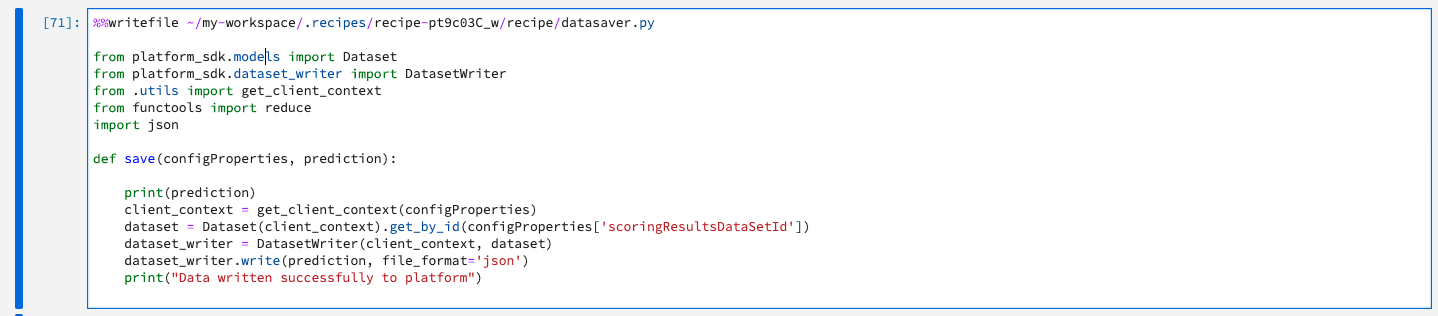 [71]: %%writefile ~/my-workspace/.recipes/recipe-pt9c03C_w/recipe/datasaver.py
from platform_sdk.models import Dataset
from platform_sdk.dataset_writer import DatasetWriter
from .utils import get_client_context
from functools import reduce
import json
def save(configProperties, prediction):
print(prediction)
client_context = get_client_context(configProperties)
dataset = Dataset(client_context).get_by_id(configProperties['scoringResultsDataSetId'])
dataset_writer = DatasetWriter(client_context, dataset)
dataset_writer.write(prediction, file_format='json')
print("Data written successfully to platform")